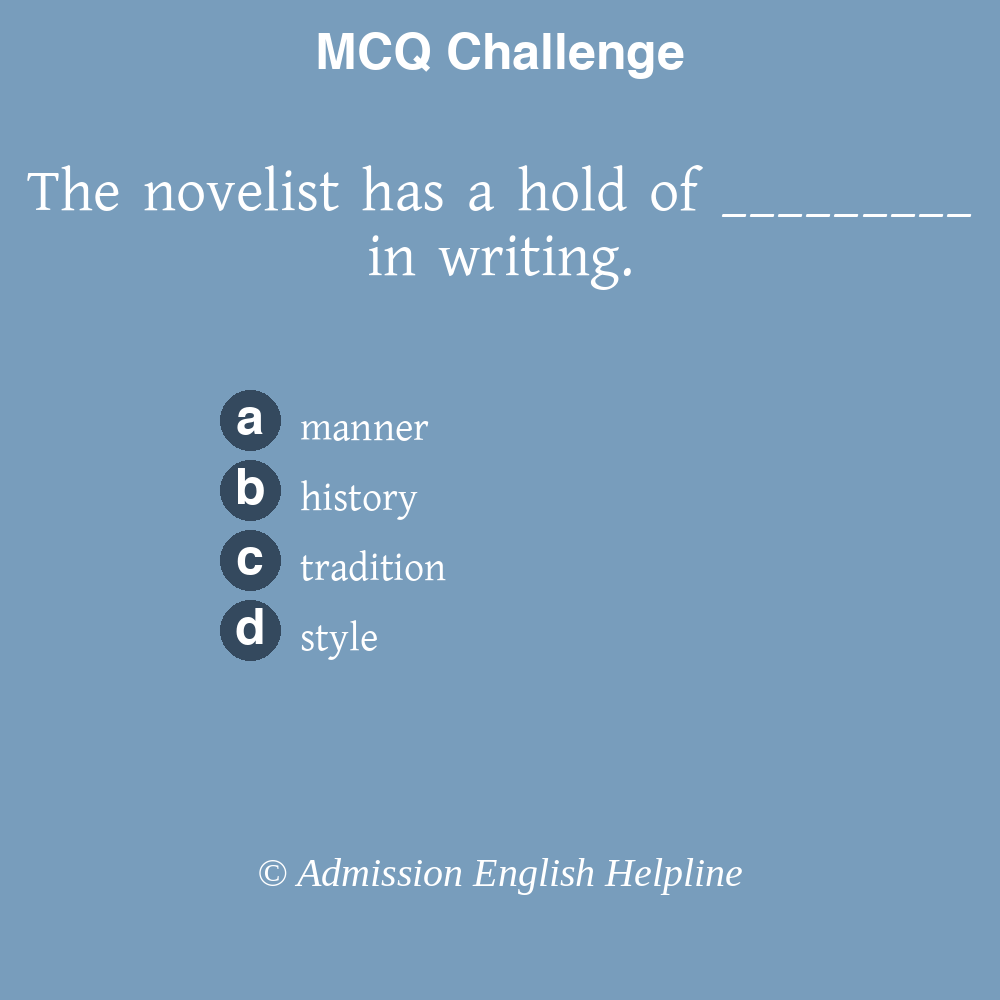 MCQ Challenge
The novelist has a hold of _________
in writing.
a manner
b history
c tradition
d style
© Admission English Helpline